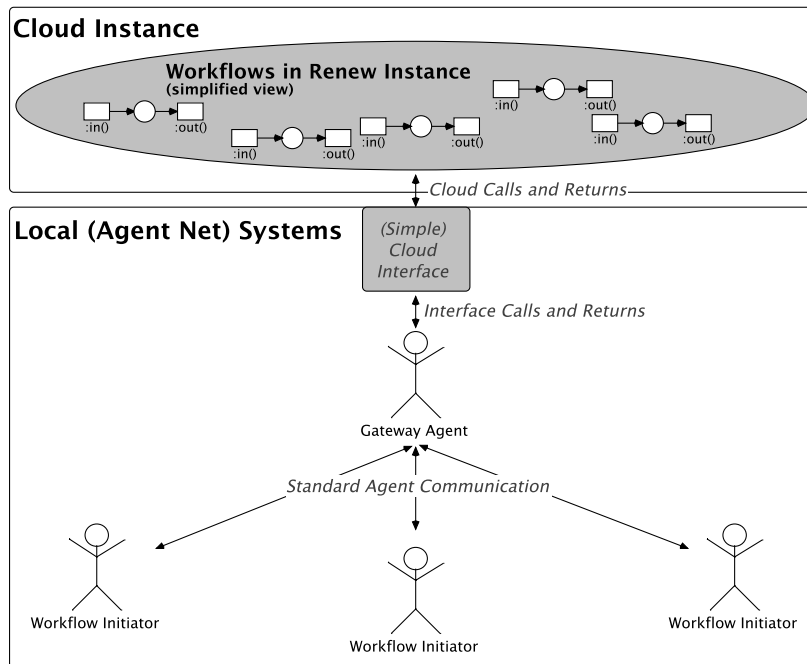 Cloud Instance
Workflows in Renew Instance
(simplified view)
:in()
:out()
:in()
:out()
:in()
:out()
:in()
:out()
:in()
:out()
Cloud Calls and Returns
Local (Agent Net) Systems
(Simple)
Cloud
Interface
Interface Calls and Returns
Gateway Agent
Standard Agent Communication
Workflow Initiator
Workflow Initiator
Workflow Initiator